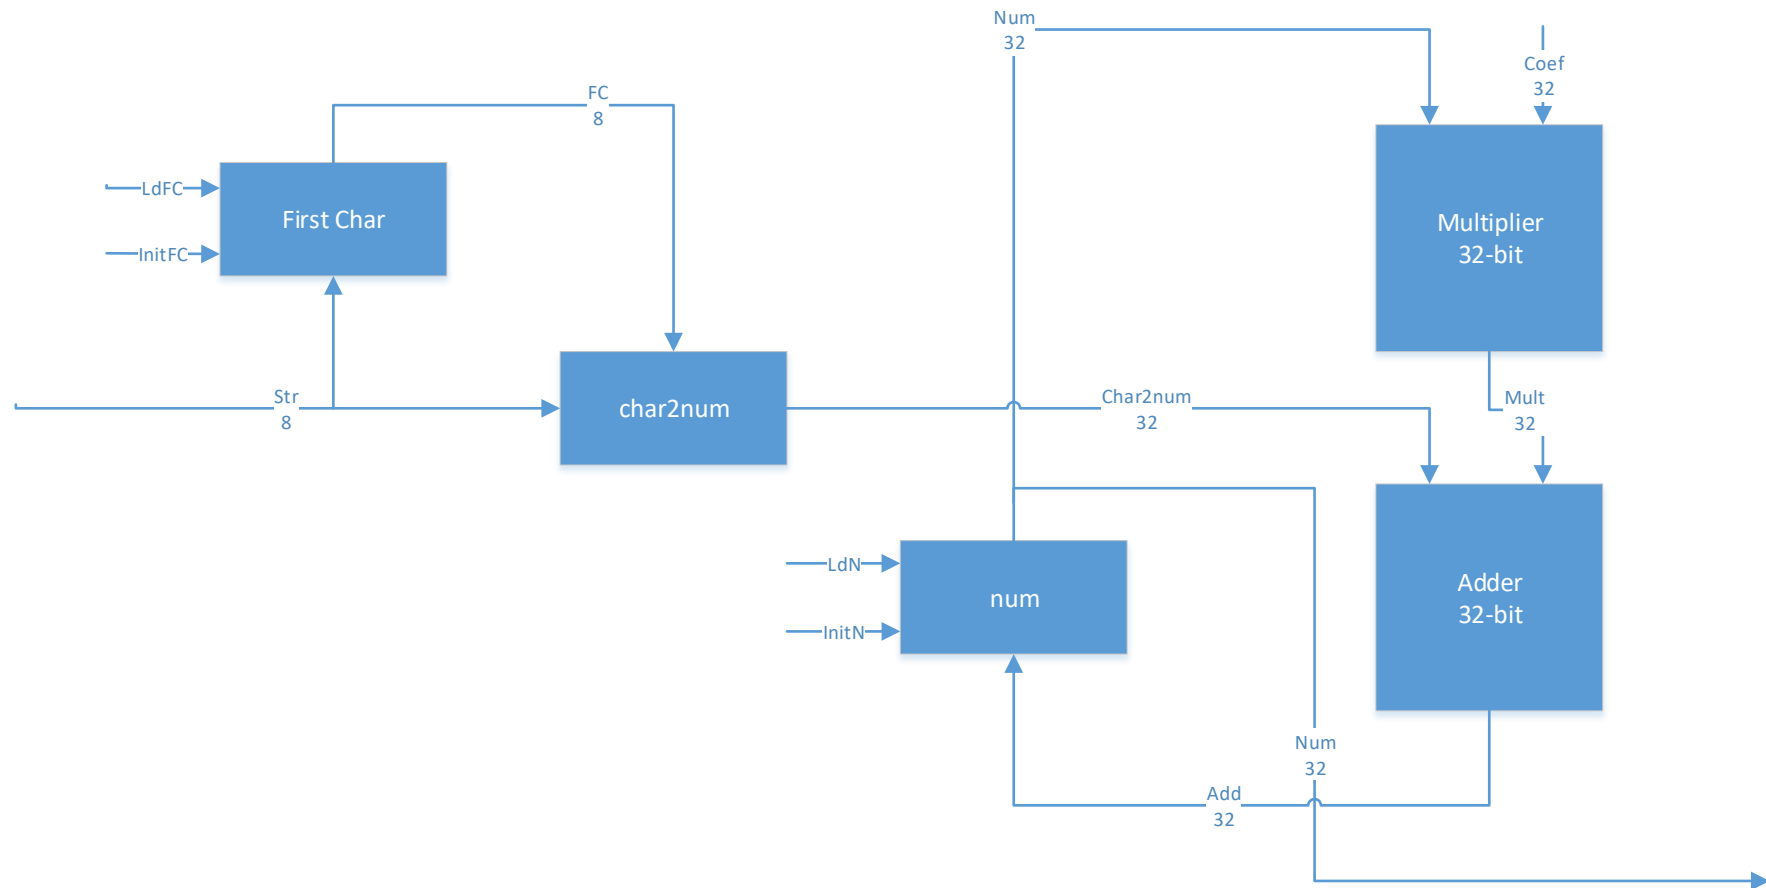 Num
32
Coef
32
FC
8
LdFC
First Char
InitFC
Multiplier
32-bit
Str
8
char2num
Char2num
32
Mult
32
LdN
num
InitN
Adder
32-bit
Num
32
Add
32